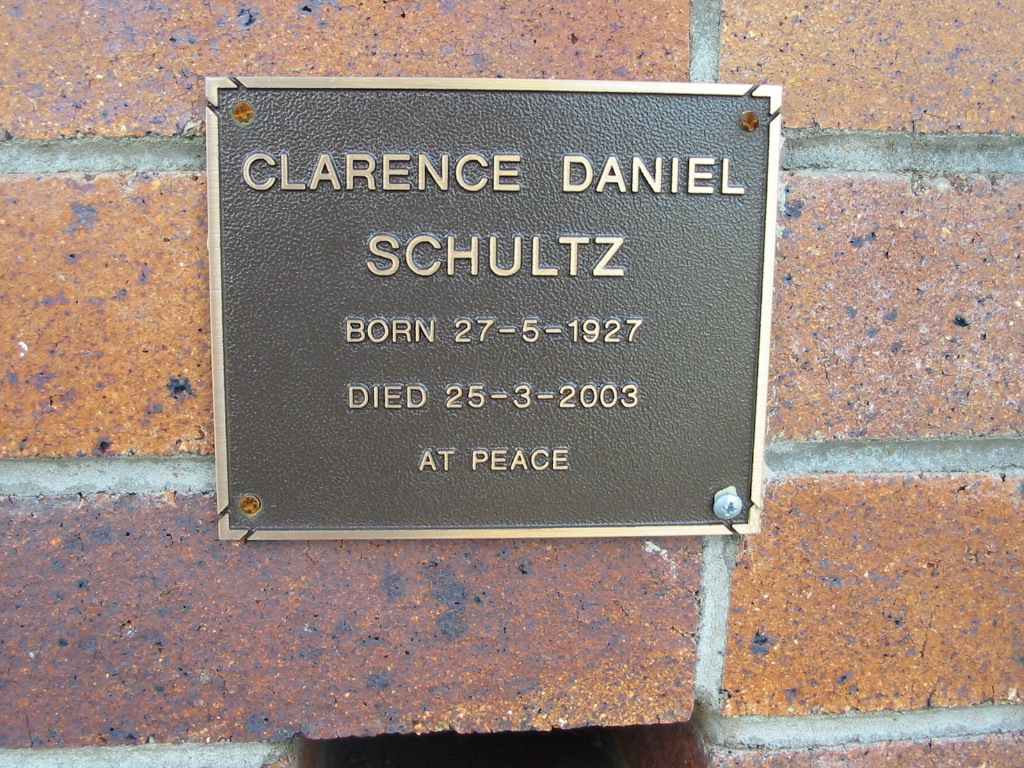 CLARENCE DANIEL
SCHULTZ
BORN 27-5-1927
DIED 25-3-2003
AT PEACE